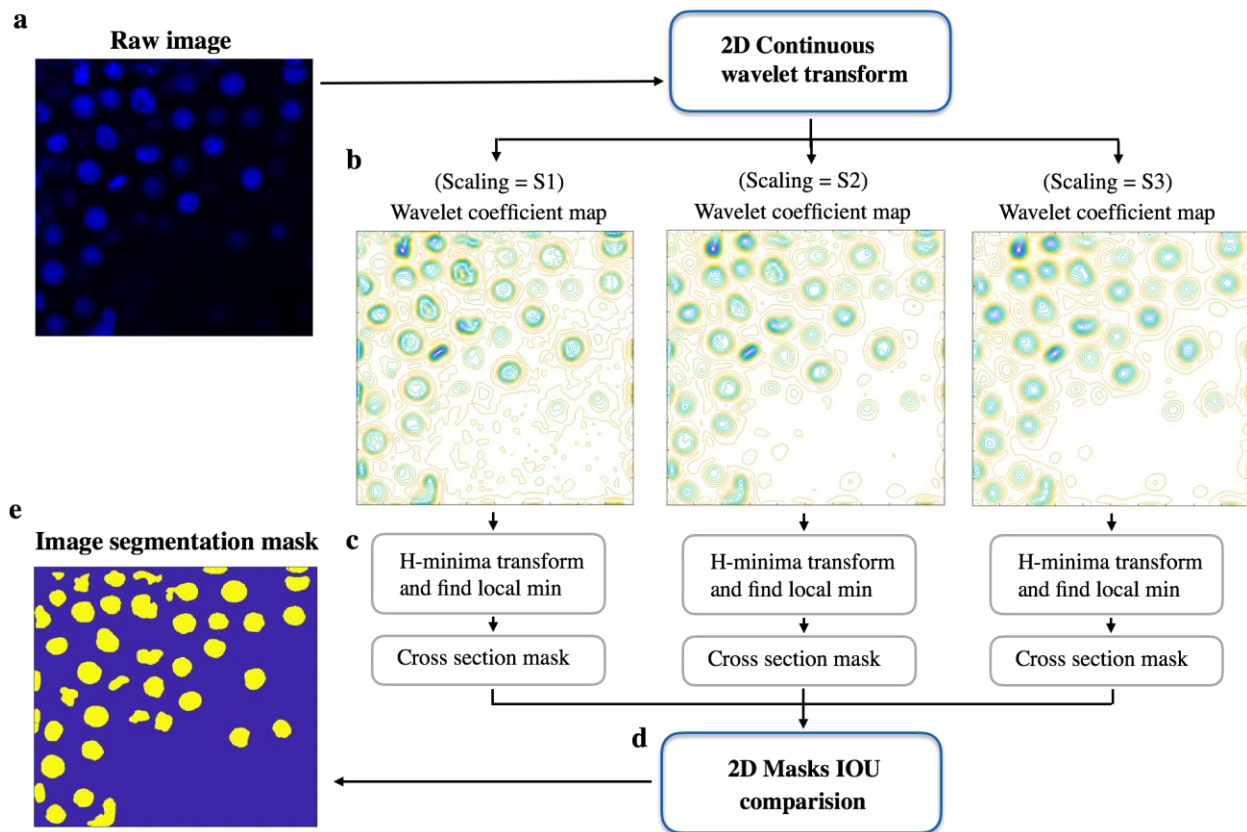 a
Raw image
2D Continuous
wavelet transform
b
(Scaling = S1)
Wavelet coefficient map
(Scaling = S2)
Wavelet coefficient map
(Scaling = S3)
Wavelet coefficient map
c
H-minima transform
and find local min
H-minima transform
and find local min
H-minima transform
and find local min
Cross section mask
Cross section mask
Cross section mask
d
2D Masks IOU
comparision
e
Image segmentation mask